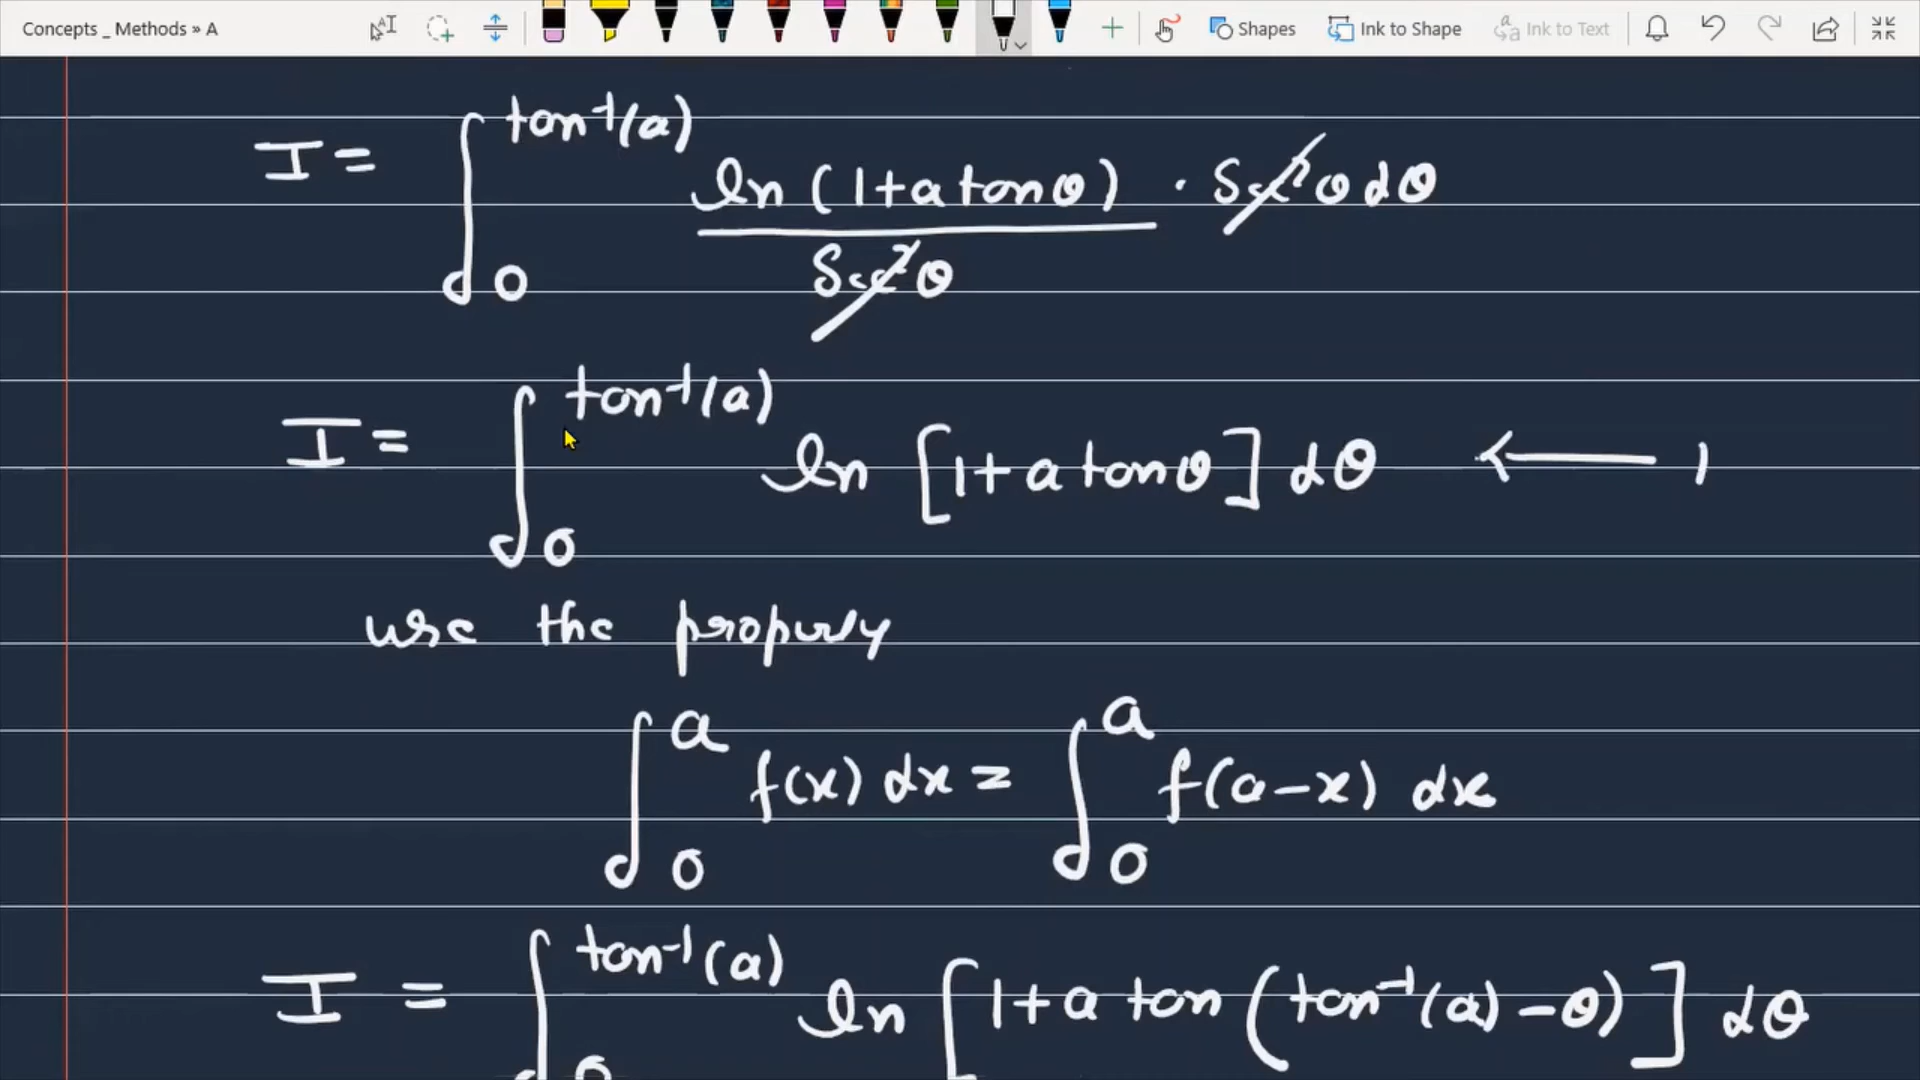 Concepts _ Methods » A
Shapes Ink to Shape Ink to Text
I = ∫₀^{tan⁻¹(a)} ln(1+a tanθ)/sec²θ · sec²θ dθ
I = ∫₀^{tan⁻¹(a)} ln[1+a tanθ] dθ ← 1
use the property
∫₀^a f(x) dx = ∫₀^a f(a-x) dx
I = ∫₀^{tan⁻¹(a)} ln[1+a tan(tan⁻¹(a)-θ)] dθ